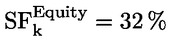 SF_k^Equity = 32 %